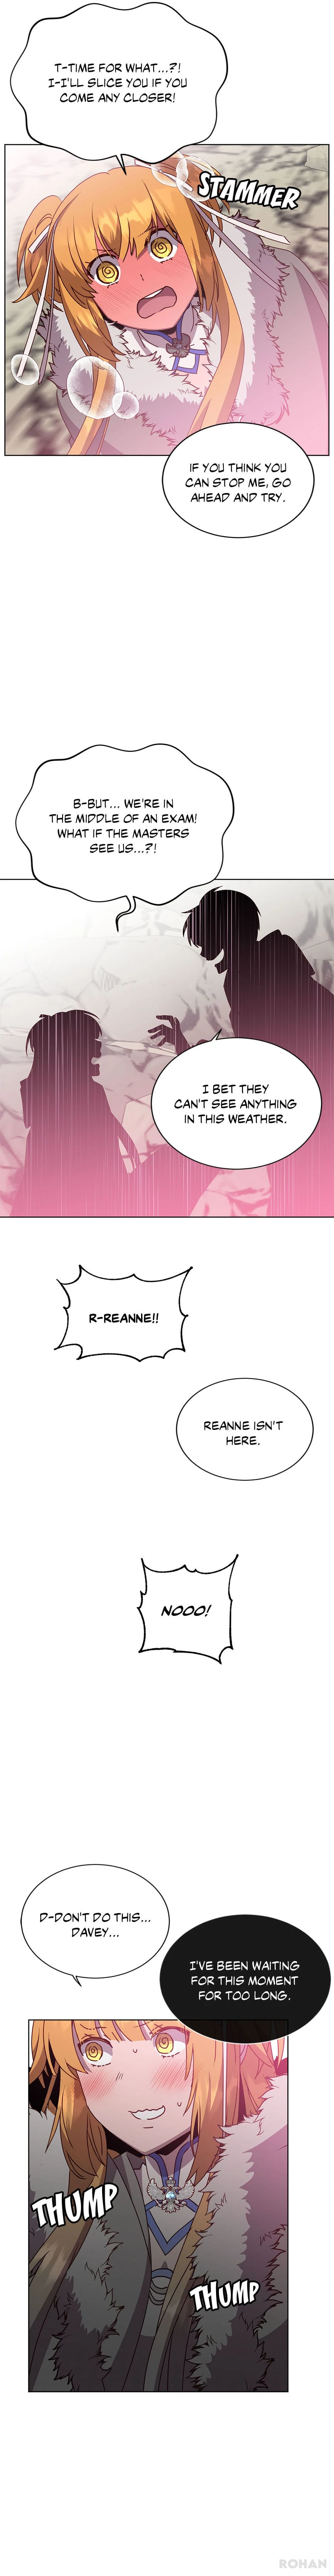 T-TIME FOR WHAT...?!
I-I'LL SLICE YOU IF YOU
COME ANY CLOSER!
STAMMER
IF YOU THINK YOU
CAN STOP ME, GO
AHEAD AND TRY.
B-BUT... WE'RE IN
THE MIDDLE OF AN EXAM!
WHAT IF THE MASTERS
SEE US...?!
I BET THEY
CAN'T SEE ANYTHING
IN THIS WEATHER.
R-REANNE!!
REANNE ISN'T
HERE.
NOOO!
D-DON'T DO THIS...
DAVEY...
I'VE BEEN WAITING
FOR THIS MOMENT
FOR TOO LONG.
THUMP
THUMP
ROHAN